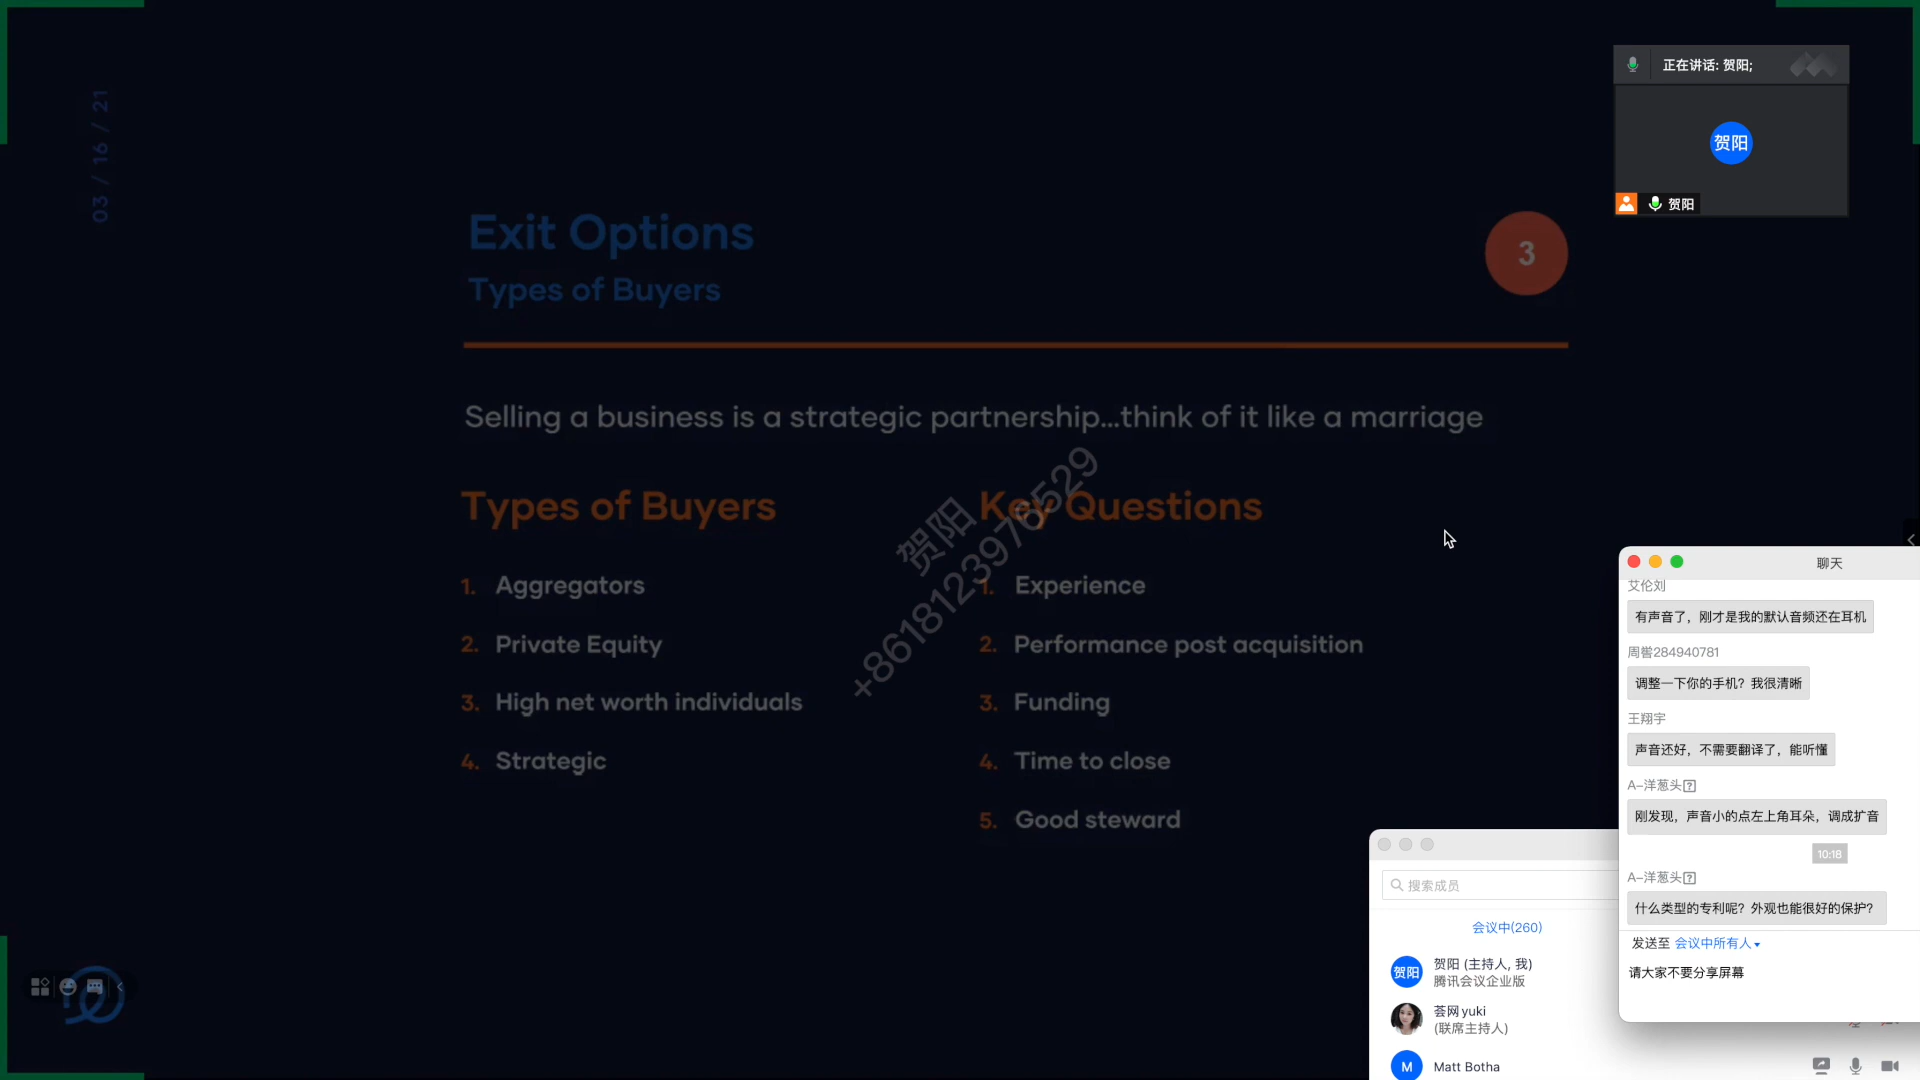 03 / 16 / 21
Exit Options
Types of Buyers
3
Selling a business is a strategic partnership...think of it like a marriage
Types of Buyers
1. Aggregators
2. Private Equity
3. High net worth individuals
4. Strategic
Key Questions
1. Experience
2. Performance post acquisition
3. Funding
4. Time to close
5. Good steward
贺阳
+8618123976529
正在讲话: 贺阳;
贺阳
贺阳
聊天
艾伦刘
有声音了，刚才是我的默认音频还在耳机
周喾284940781
调整一下你的手机？我很清晰
王翔宇
声音还好，不需要翻译了，能听懂
A-洋葱头
刚发现，声音小的点左上角耳朵，调成扩音
10:18
A-洋葱头
什么类型的专利呢？外观也能很好的保护？
发送至 会议中所有人
请大家不要分享屏幕
搜索成员
会议中(260)
贺阳
贺阳 (主持人, 我)
腾讯会议企业版
荟网yuki
(联席主持人)
M
Matt Botha